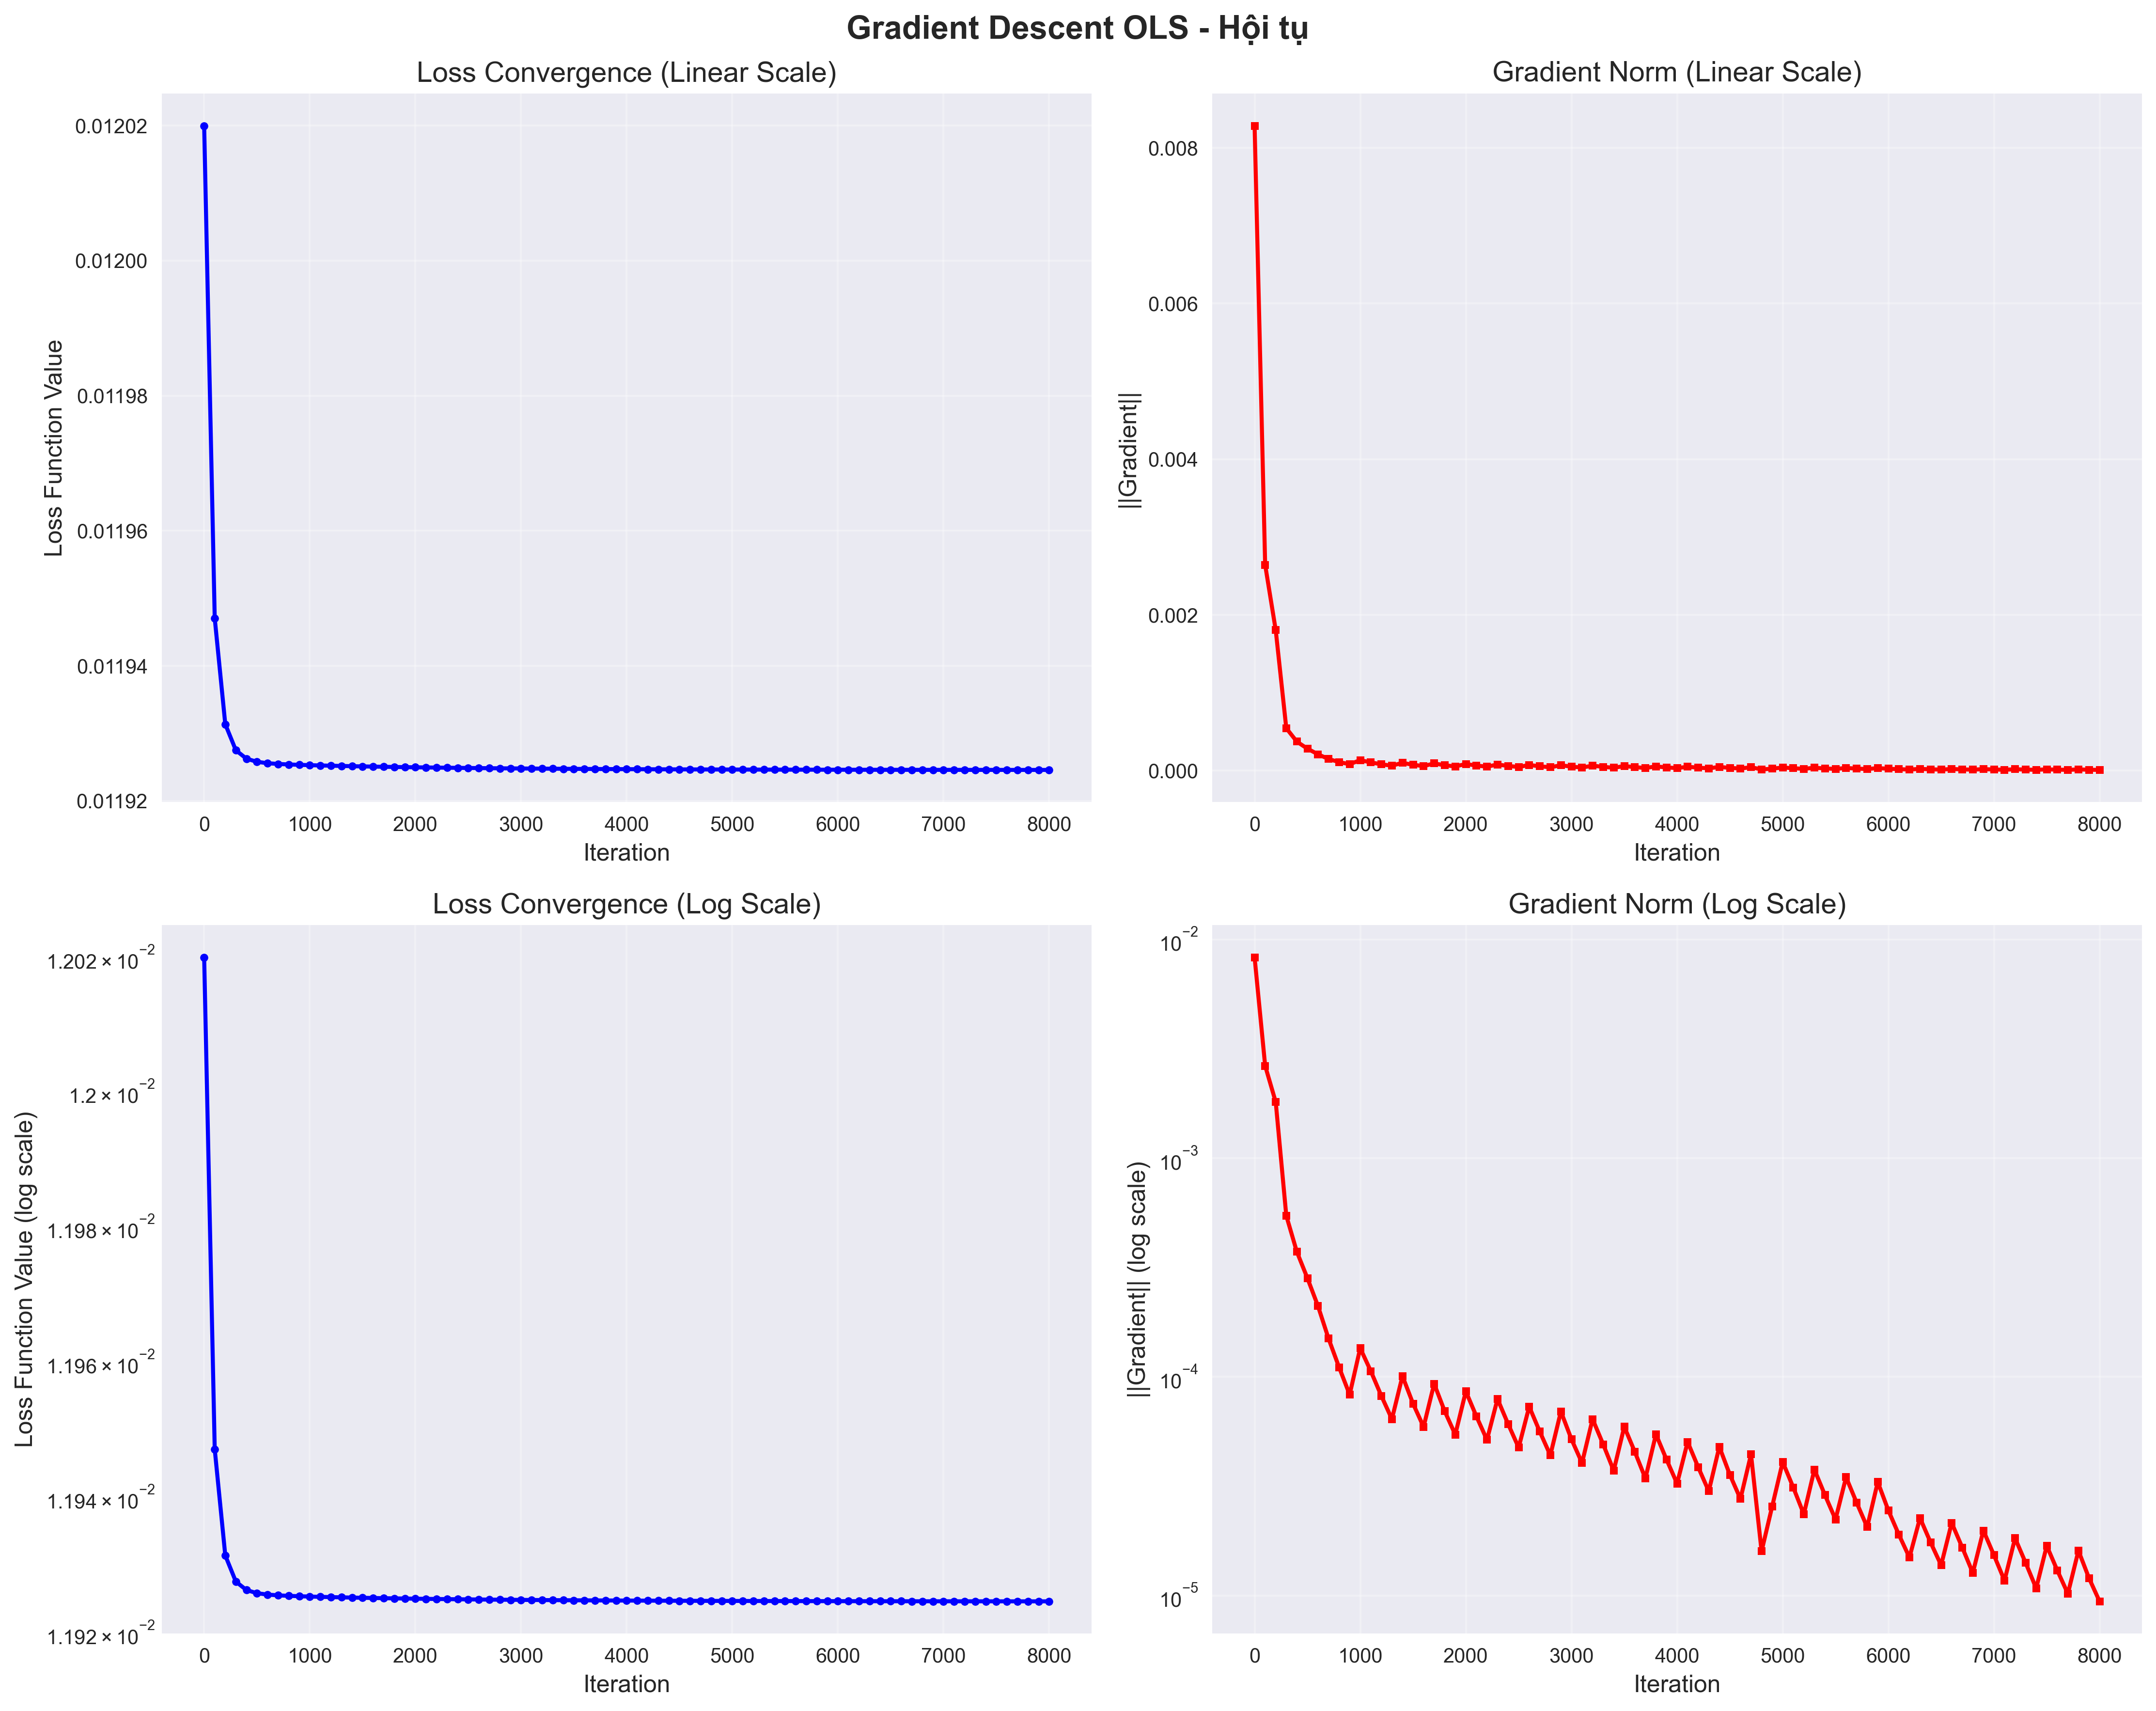 Gradient Descent OLS - Hội tụ
Loss Convergence (Linear Scale)
Loss Function Value
0.01202
0.01200
0.01198
0.01196
0.01194
0.01192
0 1000 2000 3000 4000 5000 6000 7000 8000
Iteration
Gradient Norm (Linear Scale)
||Gradient||
0.008
0.006
0.004
0.002
0.000
0 1000 2000 3000 4000 5000 6000 7000 8000
Iteration
Loss Convergence (Log Scale)
Loss Function Value (log scale)
1.202 × 10⁻²
1.2 × 10⁻²
1.198 × 10⁻²
1.196 × 10⁻²
1.194 × 10⁻²
1.192 × 10⁻²
0 1000 2000 3000 4000 5000 6000 7000 8000
Iteration
Gradient Norm (Log Scale)
||Gradient|| (log scale)
10⁻²
10⁻³
10⁻⁴
10⁻⁵
0 1000 2000 3000 4000 5000 6000 7000 8000
Iteration